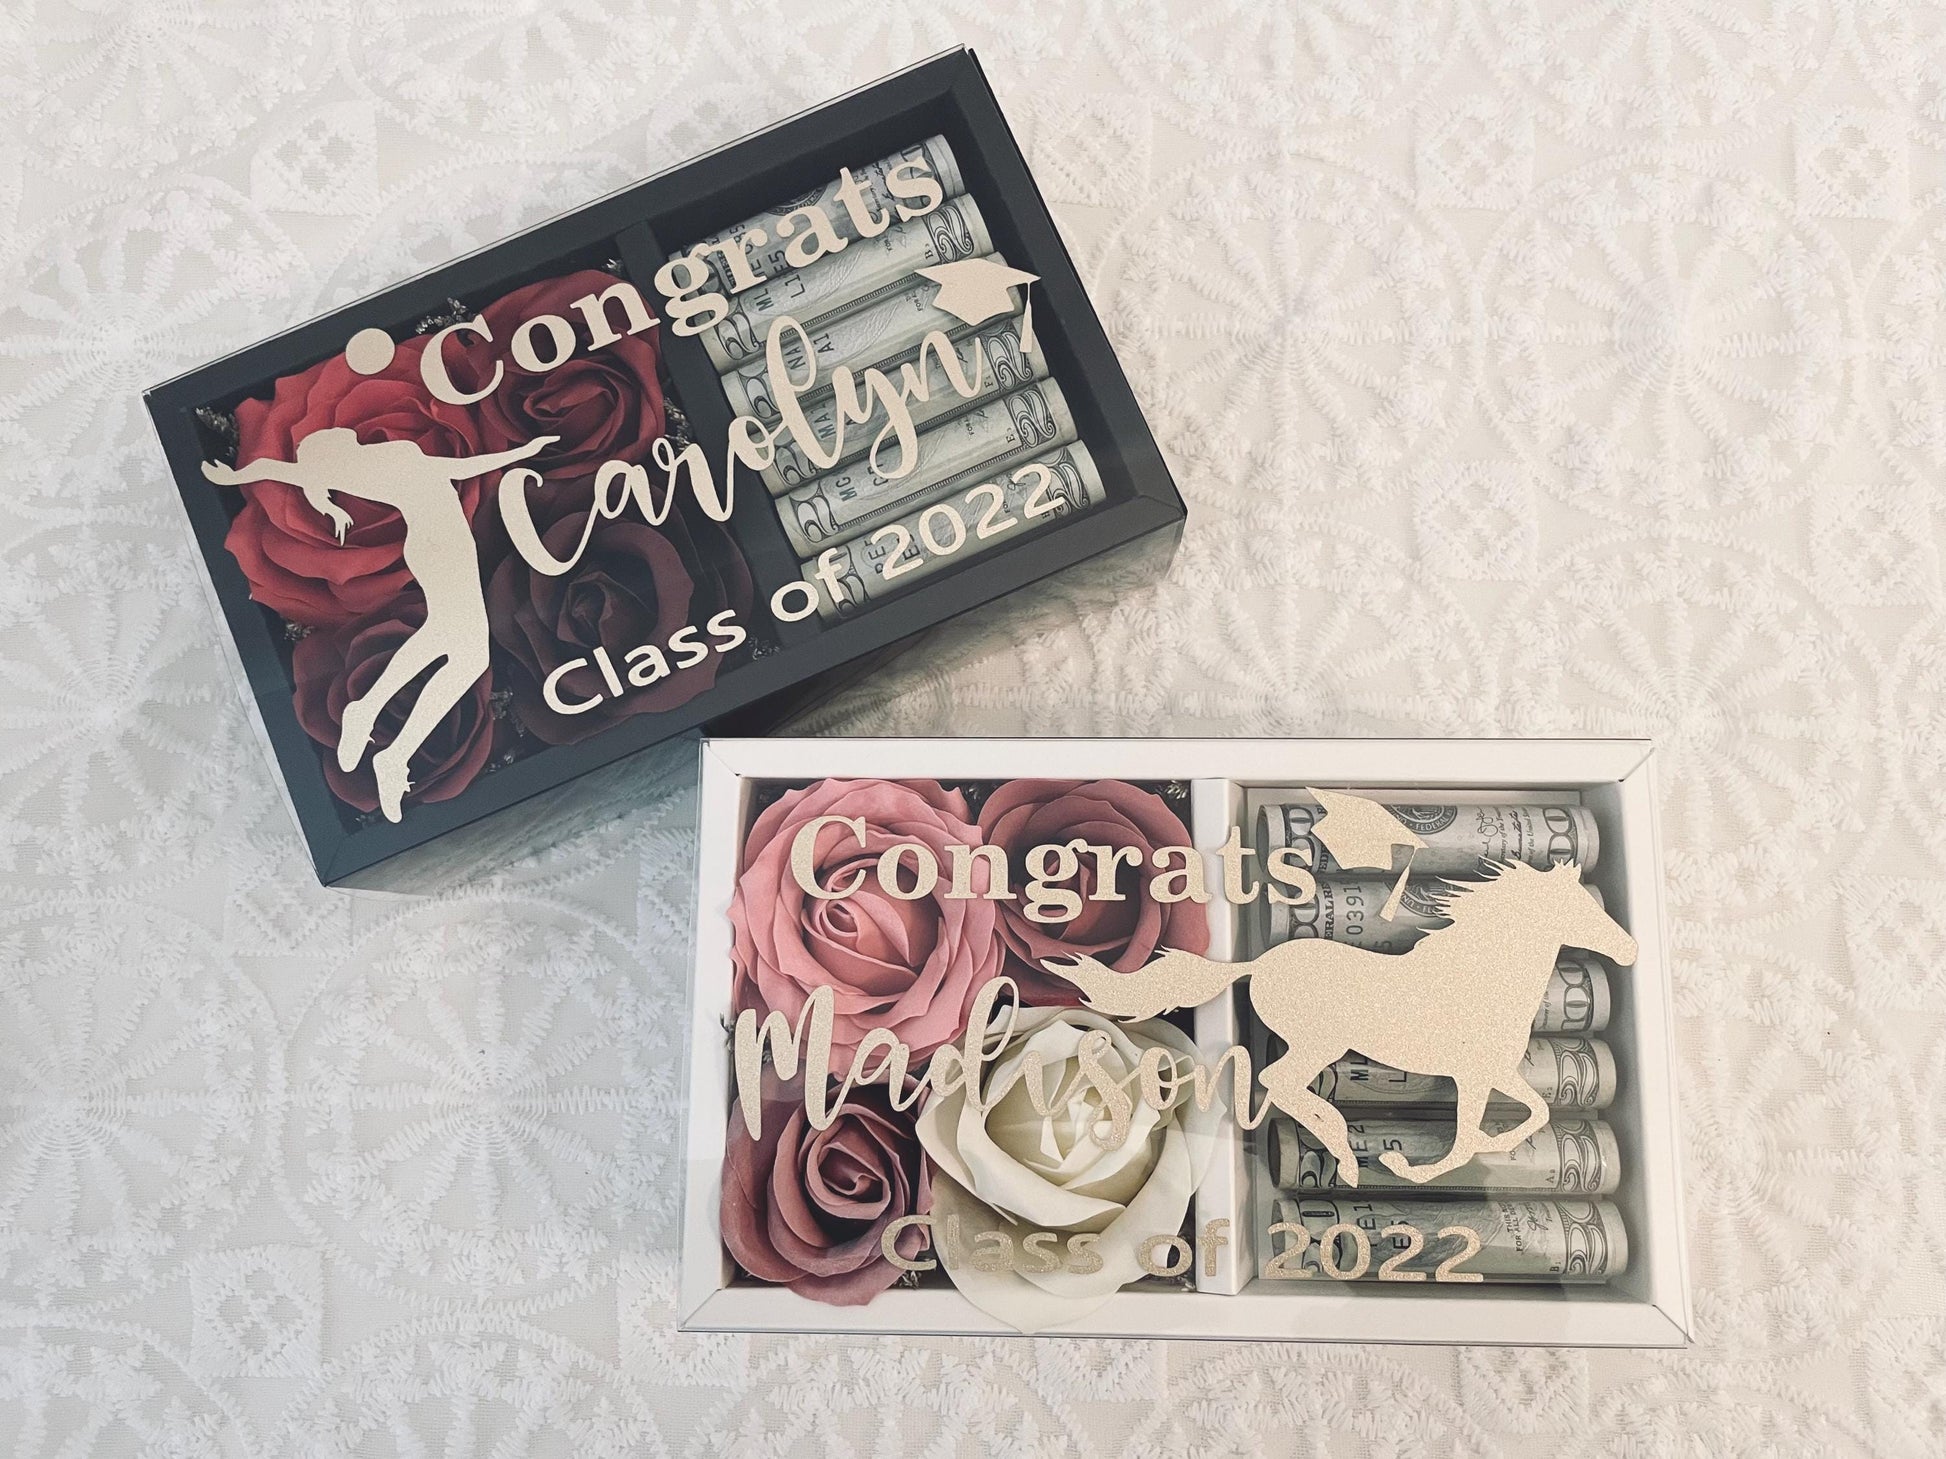 Congrats
Carolyn
Class of 2022
Congrats
Madison
Class of 2022